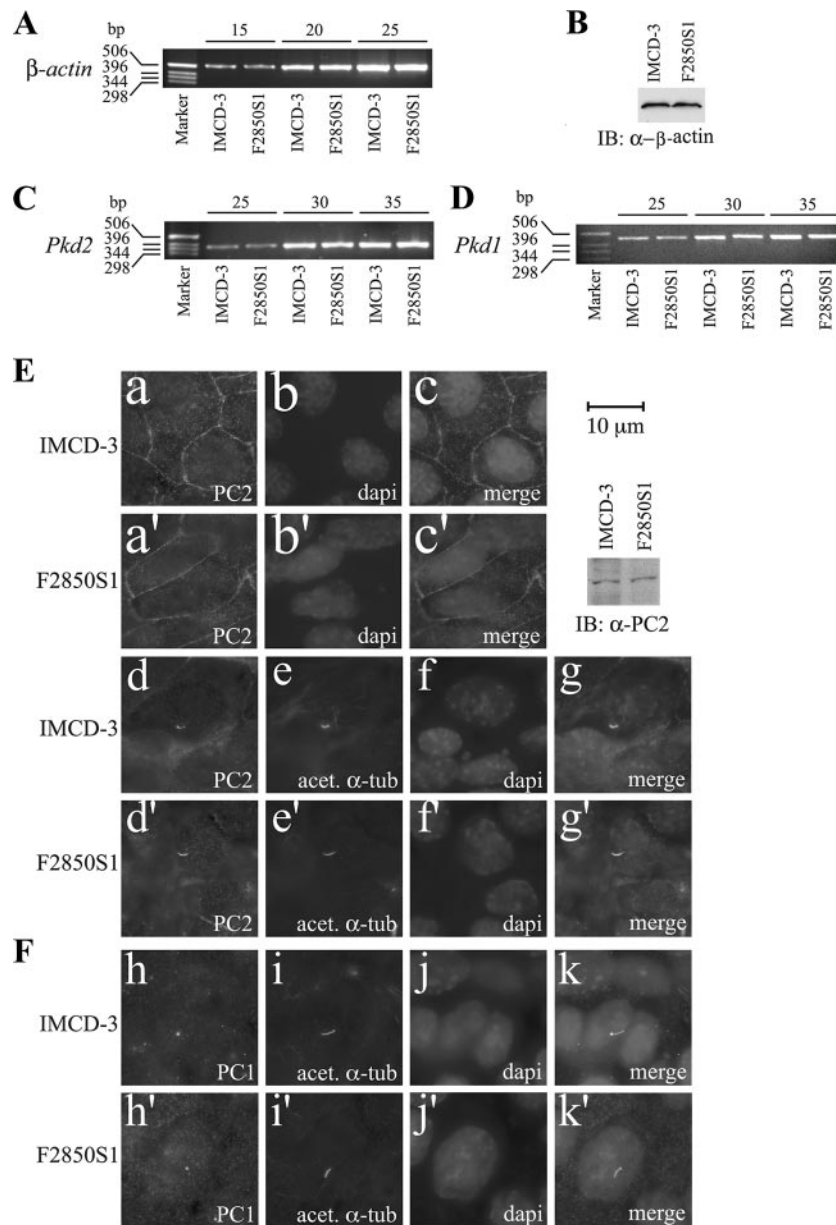 A
B
bp
15
20
25
506
396
344
298
β-actin
Marker
IMCD-3
F2850S1
IMCD-3
F2850S1
IMCD-3
F2850S1
IMCD-3
F2850S1
IB: α–β-actin
C
bp
25
30
35
506
396
344
298
Pkd2
Marker
IMCD-3
F2850S1
IMCD-3
F2850S1
IMCD-3
F2850S1
D
bp
25
30
35
506
396
344
298
Pkd1
Marker
IMCD-3
F2850S1
IMCD-3
F2850S1
IMCD-3
F2850S1
E
IMCD-3
a
PC2
b
dapi
c
merge
10 μm
F2850S1
a'
PC2
b'
dapi
c'
merge
IMCD-3
F2850S1
IB: α-PC2
IMCD-3
d
PC2
e
acet. α-tub
f
dapi
g
merge
F2850S1
d'
PC2
e'
acet. α-tub
f'
dapi
g'
merge
F
IMCD-3
h
PC1
i
acet. α-tub
j
dapi
k
merge
F2850S1
h'
PC1
i'
acet. α-tub
j'
dapi
k'
merge